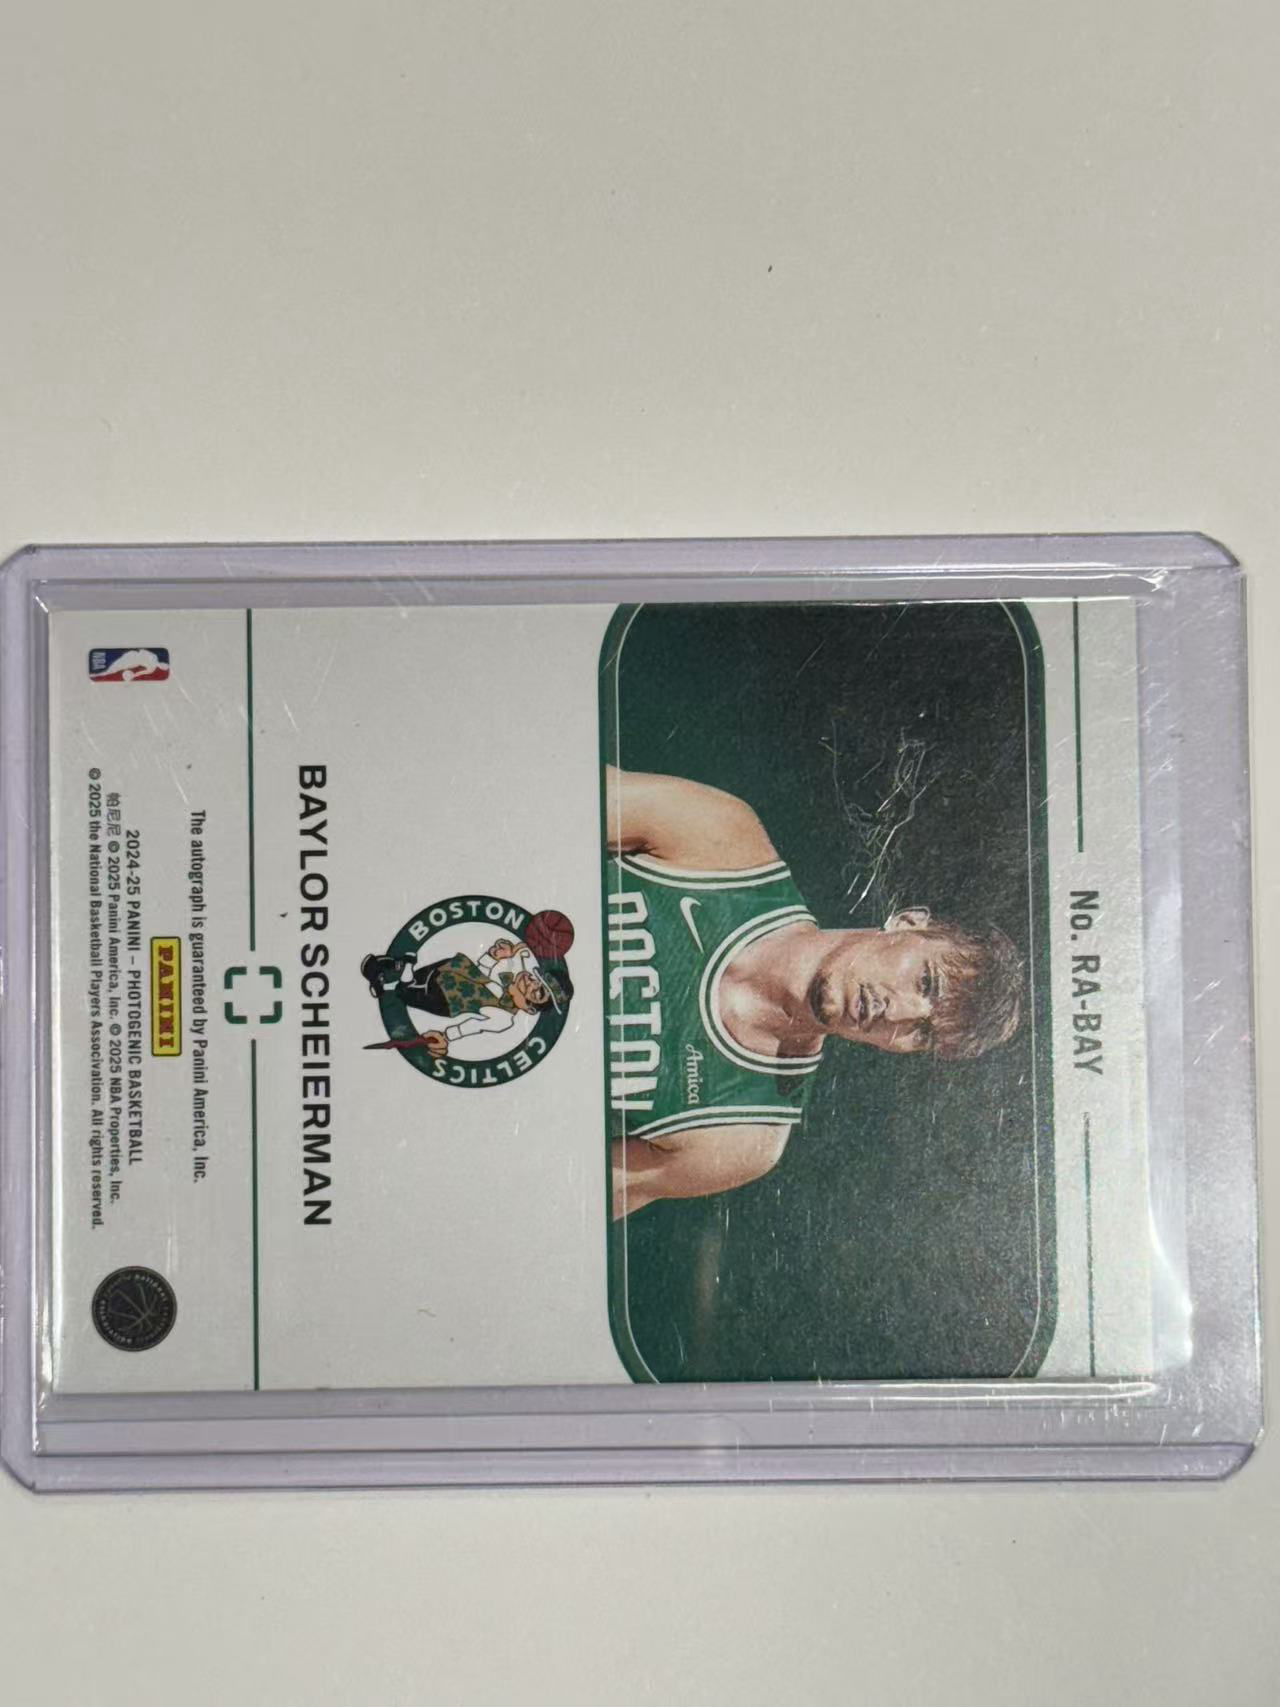 No. RA-BAY
Amica
BOSTON
BOSTON
CELTICS
BAYLOR SCHEIERMAN
The autograph is guaranteed by Panini America, Inc.
PANINI
2024-25 PANINI – PHOTOGENIC BASKETBALL
帕尼尼 © 2025 Panini America, Inc. © 2025 NBA Properties, Inc.
© 2025 the National Basketball Players Association. All rights reserved.
NBA